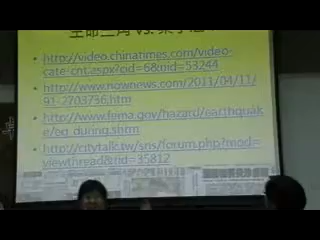 http://video.chinatimes.com/video-
cate-cnt.aspx?cid=6&nid=53244
http://www.nownews.com/2011/04/11/
91-2703736.htm
http://www.fema.gov/hazard/earthquak
e/eq_during.shtm
http://citytalk.tw/sns/forum.php?mod=
viewthread&tid=35812